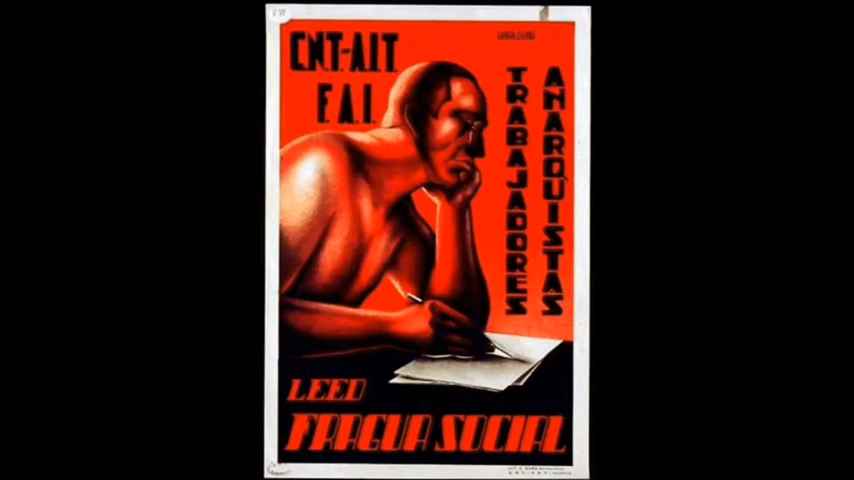 C.N.T.-A.I.T.
F.A.I.
TRABAJADORES
ANARQUISTAS
LEED
FRAGUA SOCIAL